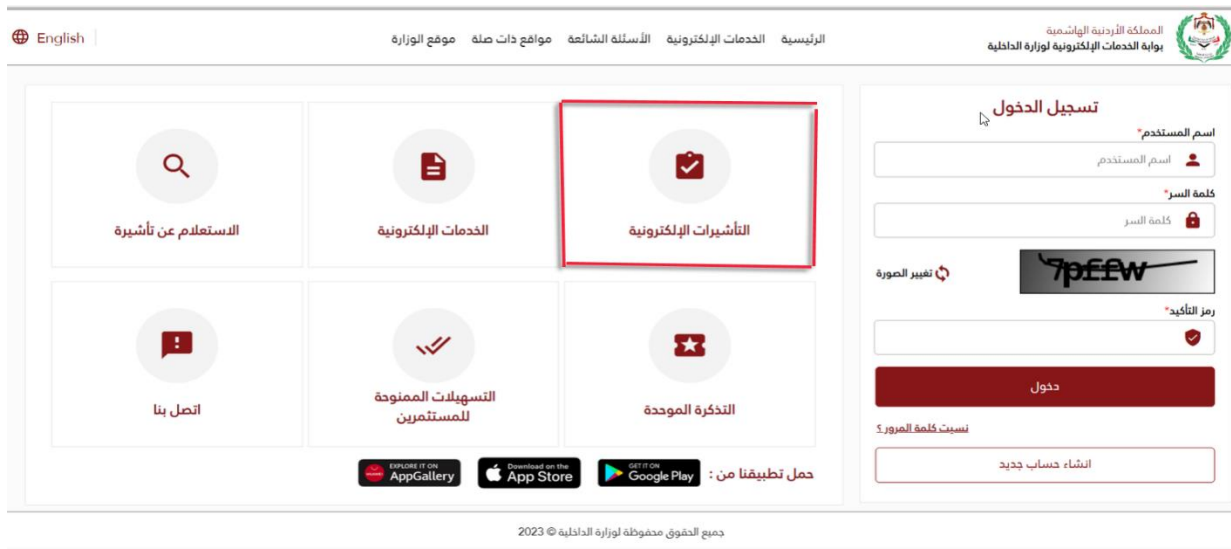 المملكة الأردنية الهاشمية
بوابة الخدمات الإلكترونية لوزارة الداخلية
الرئيسية الخدمات الإلكترونية الأسئلة الشائعة مواقع ذات صلة موقع الوزارة
English
تسجيل الدخول
اسم المستخدم*
اسم المستخدم
كلمة السر*
كلمة السر
7pffw
تغيير الصورة
رمز التأكيد*
دخول
نسيت كلمة المرور ؟
انشاء حساب جديد
التأشيرات الإلكترونية
الخدمات الإلكترونية
الاستعلام عن تأشيرة
التذكرة الموحدة
التسهيلات الممنوحة
للمستثمرين
اتصل بنا
حمل تطبيقنا من :
GET IT ON
Google Play
Download on the
App Store
EXPLORE IT ON
AppGallery
جميع الحقوق محفوظة لوزارة الداخلية © 2023